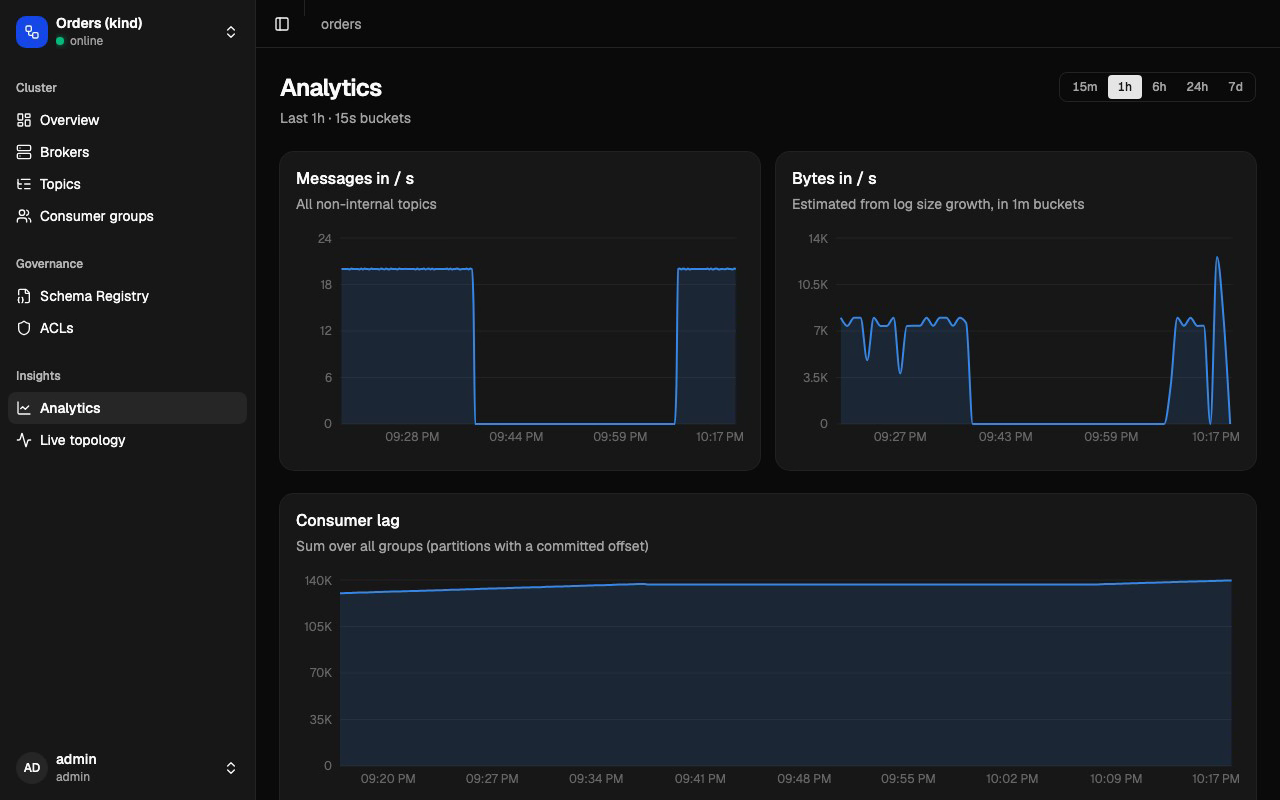 Orders (kind)
online
Cluster
Overview
Brokers
Topics
Consumer groups
Governance
Schema Registry
ACLs
Insights
Analytics
Live topology
AD
admin
admin
orders
Analytics
Last 1h · 15s buckets
15m 1h 6h 24h 7d
Messages in / s
All non-internal topics
24
18
12
6
0
09:28 PM 09:44 PM 09:59 PM 10:17 PM
Bytes in / s
Estimated from log size growth, in 1m buckets
14K
10.5K
7K
3.5K
0
09:27 PM 09:43 PM 09:59 PM 10:17 PM
Consumer lag
Sum over all groups (partitions with a committed offset)
140K
105K
70K
35K
0
09:20 PM 09:27 PM 09:34 PM 09:41 PM 09:48 PM 09:55 PM 10:02 PM 10:09 PM 10:17 PM